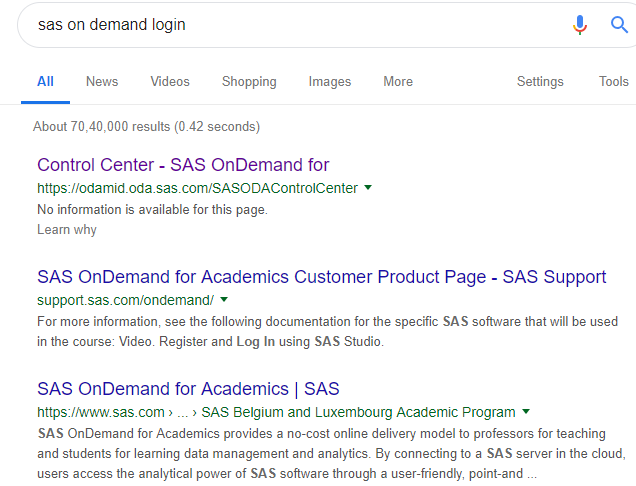 sas on demand login
All News Videos Shopping Images More Settings Tools
About 70,40,000 results (0.42 seconds)
Control Center - SAS OnDemand for
https://odamid.oda.sas.com/SASODAControlCenter
No information is available for this page.
Learn why
SAS OnDemand for Academics Customer Product Page - SAS Support
support.sas.com/ondemand/
For more information, see the following documentation for the specific SAS software that will be used
in the course: Video. Register and Log In using SAS Studio.
SAS OnDemand for Academics | SAS
https://www.sas.com › ... › SAS Belgium and Luxembourg Academic Program
SAS OnDemand for Academics provides a no-cost online delivery model to professors for teaching
and students for learning data management and analytics. By connecting to a SAS server in the cloud,
users access the analytical power of SAS software through a user-friendly, point-and ...